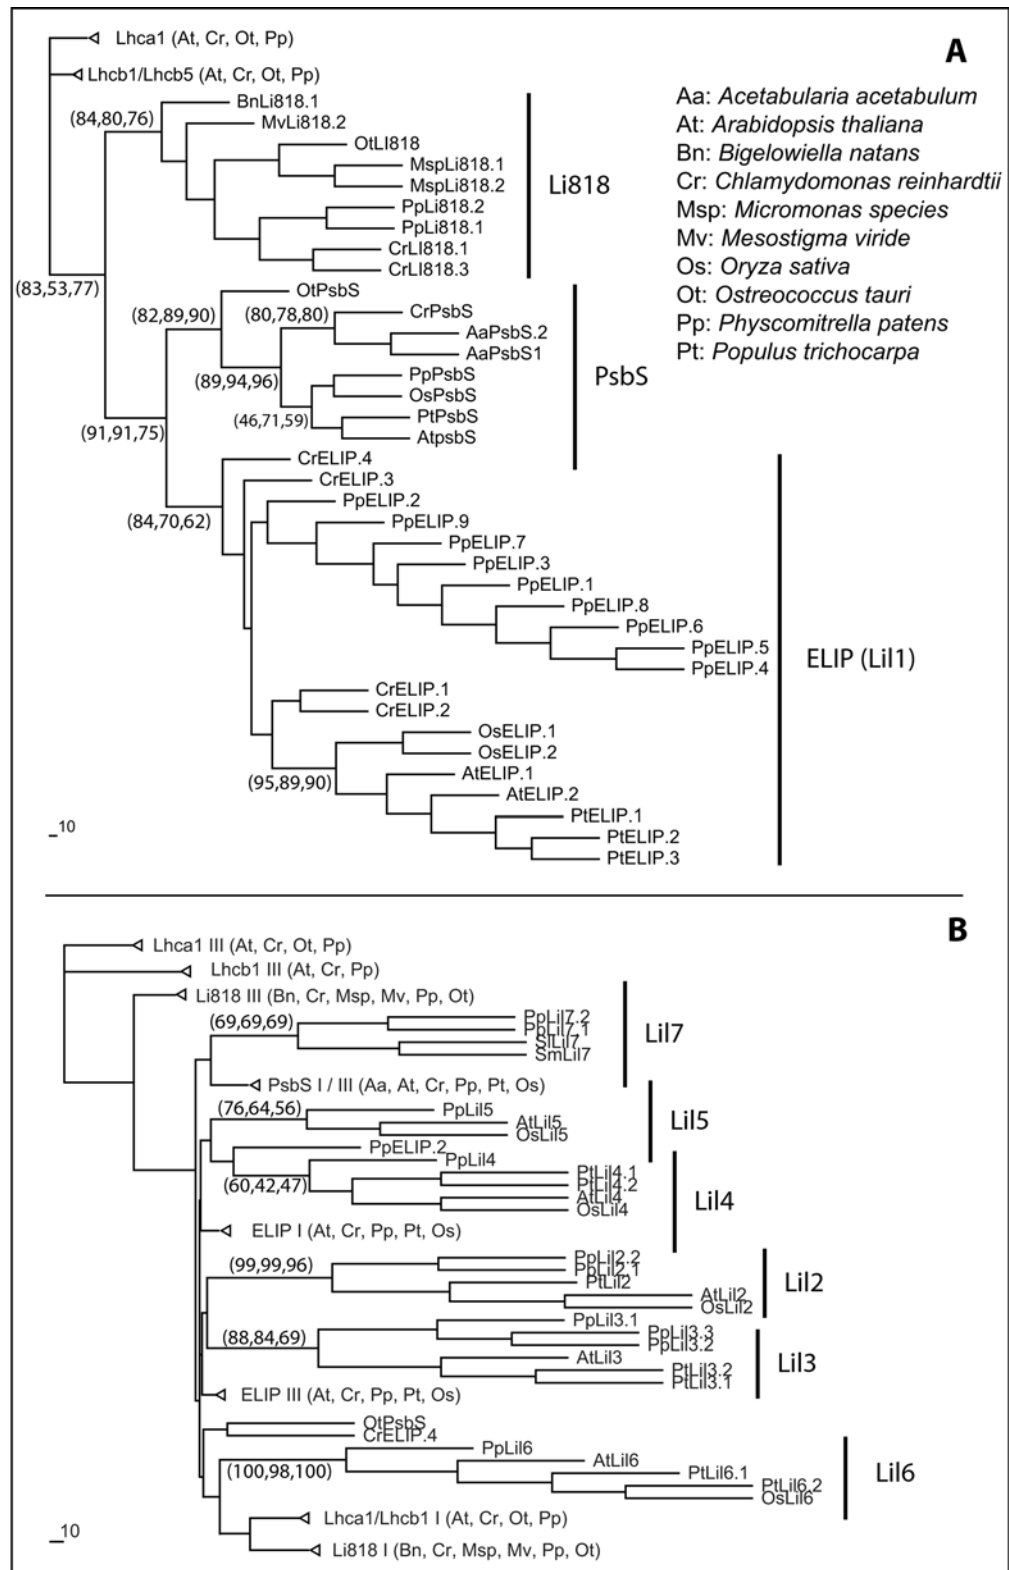 A
Lhca1 (At, Cr, Ot, Pp)
Lhcb1/Lhcb5 (At, Cr, Ot, Pp)
(84,80,76)
BnLi818.1
MvLi818.2
OtLI818
MspLi818.1
MspLi818.2
PpLi818.2
PpLi818.1
CrLI818.1
CrLI818.3
Li818
(83,53,77)
Aa: Acetabularia acetabulum
At: Arabidopsis thaliana
Bn: Bigelowiella natans
Cr: Chlamydomonas reinhardtii
Msp: Micromonas species
Mv: Mesostigma viride
Os: Oryza sativa
Ot: Ostreococcus tauri
Pp: Physcomitrella patens
Pt: Populus trichocarpa
OtPsbS
(82,89,90)
(80,78,80)
CrPsbS
AaPsbS.2
AaPsbS1
PpPsbS
(89,94,96)
OsPsbS
PtPsbS
(46,71,59)
AtpsbS
PsbS
(91,91,75)
CrELIP.4
CrELIP.3
PpELIP.2
(84,70,62)
PpELIP.9
PpELIP.7
PpELIP.3
PpELIP.1
PpELIP.8
PpELIP.6
PpELIP.5
PpELIP.4
ELIP (Lil1)
CrELIP.1
CrELIP.2
OsELIP.1
OsELIP.2
(95,89,90)
AtELIP.1
AtELIP.2
PtELIP.1
PtELIP.2
PtELIP.3
10
B
Lhca1 III (At, Cr, Ot, Pp)
Lhcb1 III (At, Cr, Pp)
Li818 III (Bn, Cr, Msp, Mv, Pp, Ot)
(69,69,69)
PpLil7.2
PpLil7.1
SlLil7
SmLil7
Lil7
PsbS I / III (Aa, At, Cr, Pp, Pt, Os)
(76,64,56)
PpLil5
AtLil5
OsLil5
Lil5
PpELIP.2
PpLil4
(60,42,47)
PtLil4.1
PtLil4.2
AtLil4
OsLil4
Lil4
ELIP I (At, Cr, Pp, Pt, Os)
(99,99,96)
PpLil2.2
PpLil2.1
PtLil2
AtLil2
OsLil2
Lil2
PpLil3.1
(88,84,69)
PpLil3.3
PpLil3.2
AtLil3
PtLil3.2
PtLil3.1
Lil3
ELIP III (At, Cr, Pp, Pt, Os)
OtPsbS
CrELIP.4
PpLil6
(100,98,100)
AtLil6
PtLil6.1
PtLil6.2
OsLil6
Lil6
Lhca1/Lhcb1 I (At, Cr, Ot, Pp)
Li818 I (Bn, Cr, Msp, Mv, Pp, Ot)
10